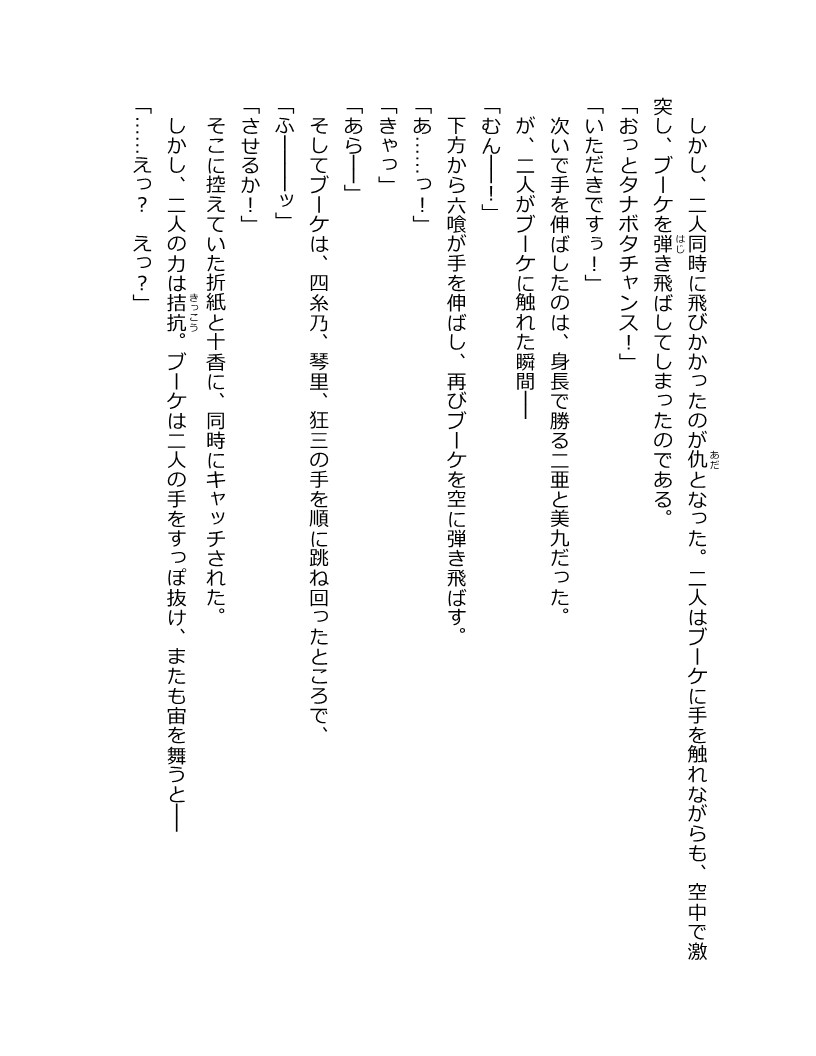 しかし、二人同時に飛びかかったのが仇となった。二人はブーケに手を触れながらも、空中で激
突し、ブーケを弾き飛ばしてしまったのである。
「おっとタナボタチャンス！」
「いただきですぅ！」
次いで手を伸ばしたのは、身長で勝る二亜と美九だった。
が、二人がブーケに触れた瞬間――
「むん――！」
下方から六喰が手を伸ばし、再びブーケを空に弾き飛ばす。
「あ……っ！」
「きゃっ」
「あら――」
そしてブーケは、四糸乃、琴里、狂三の手を順に跳ね回ったところで、
「ふ―――ッ」
「させるか！」
そこに控えていた折紙と十香に、同時にキャッチされた。
しかし、二人の力は拮抗。ブーケは二人の手をすっぽ抜け、またも宙を舞うと――
「……えっ？　えっ？」